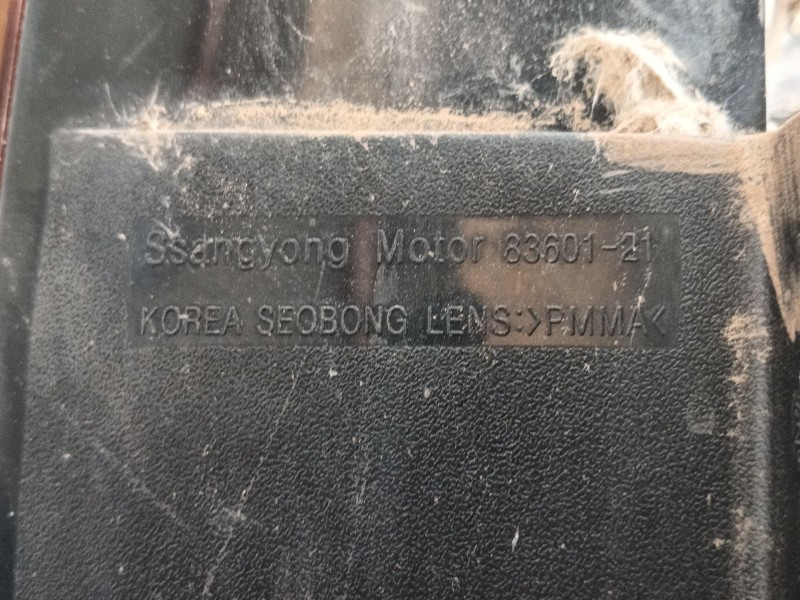 Ssangyong Motor 83601-21
KOREA SEOBONG LENS:>PMMA<